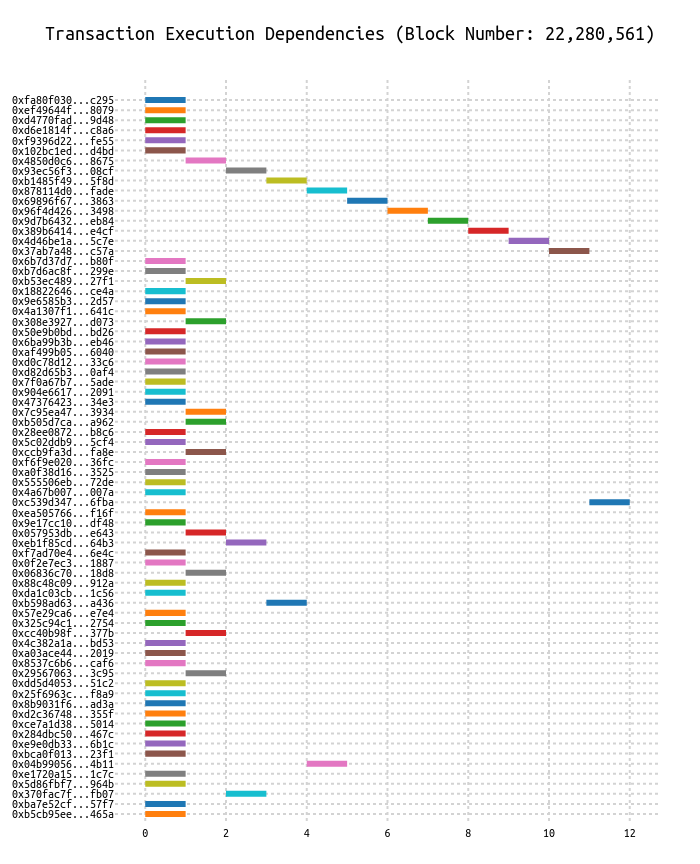 Transaction Execution Dependencies (Block Number: 22,280,561)
0xfa80f030...c295
0xef49644f...8079
0xd4770fad...9d48
0xd6e1814f...c8a6
0xf9396d22...fe55
0x102bc1ed...d4bd
0x4850d0c6...8675
0x93ec56f3...08cf
0xb1485f49...5f8d
0x878114d0...fade
0x69896f67...3863
0x96f4d426...3498
0x9d7b6432...eb84
0x389b6414...e4cf
0x4d46be1a...5c7e
0x37ab7a48...c57a
0x6b7d37d7...b80f
0xb7d6ac8f...299e
0xb53ec489...27f1
0x18822646...ce4a
0x9e6585b3...2d57
0x4a1307f1...641c
0x308e3927...d073
0x50e9b0bd...bd26
0x6ba99b3b...eb46
0xaf499b05...6040
0xd0c78d12...33c6
0xd82d65b3...0af4
0x7f0a67b7...5ade
0x904e6617...2091
0x47376423...34e3
0x7c95ea47...3934
0xb505d7ca...a962
0x28ee0872...b8c6
0x5c02ddb9...5cf4
0xccb9fa3d...fa8e
0xf6f9e020...36fc
0xa0f38d16...3525
0x555506eb...72de
0x4a67b007...007a
0xc539d347...6fba
0xea505766...f16f
0x9e17cc10...df48
0x057953db...e643
0xeb1f85cd...64b3
0xf7ad70e4...6e4c
0x0f2e7ec3...1887
0x06836c70...18d8
0x88c48c09...912a
0xda1c03cb...1c56
0xb598ad63...a436
0x57e29ca6...e7e4
0x325c94c1...2754
0xcc40b98f...377b
0x4c382a1a...bd53
0xa03ace44...2019
0x8537c6b6...caf6
0x29567063...3c95
0xdd5d4053...51c2
0x25f6963c...f8a9
0x8b9031f6...ad3a
0xd2c36748...355f
0xce7a1d38...5014
0x284dbc50...467c
0xe9e0db33...6b1c
0xbca0f013...23f1
0x04b99056...4b11
0xe1720a15...1c7c
0x5d86fbf7...964b
0x370fac7f...fb07
0xba7e52cf...57f7
0xb5cb95ee...465a
0 2 4 6 8 10 12